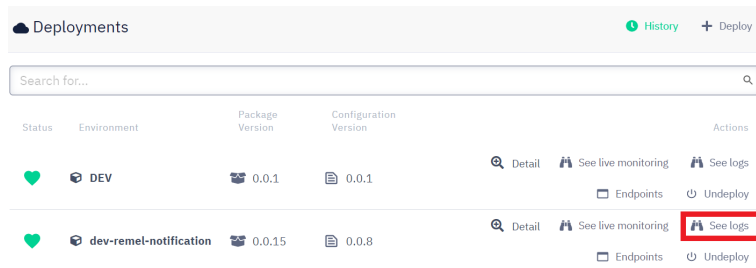 Deployments
History
Deploy
Search for...
Status Environment Package Version Configuration Version Actions
DEV 0.0.1 0.0.1 Detail See live monitoring See logs
Endpoints Undeploy
dev-remel-notification 0.0.15 0.0.8 Detail See live monitoring See logs
Endpoints Undeploy